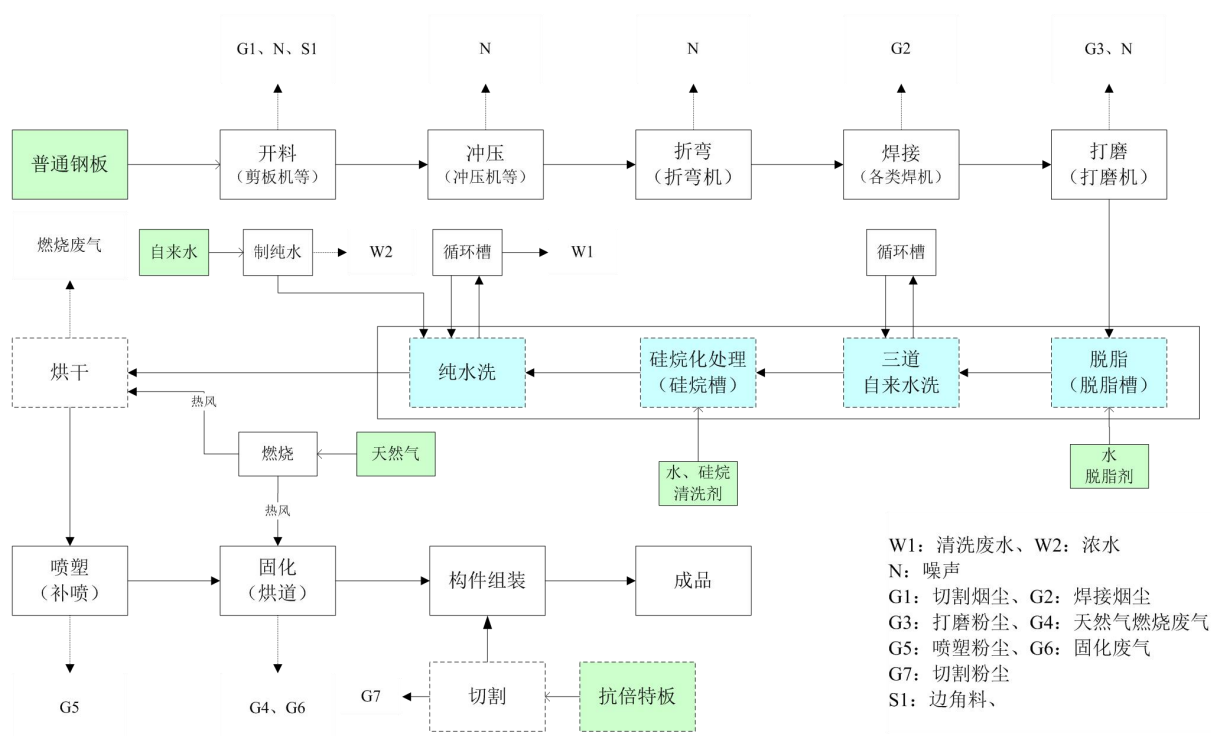 G1、N、S1
N
N
G2
G3、N
普通钢板
开料
（剪板机等）
冲压
（冲压机等）
折弯
（折弯机）
焊接
（各类焊机）
打磨
（打磨机）
燃烧废气
自来水
制纯水
W2
循环槽
W1
循环槽
烘干
纯水洗
硅烷化处理
（硅烷槽）
三道
自来水洗
脱脂
（脱脂槽）
热风
燃烧
天然气
水、硅烷
清洗剂
水
脱脂剂
热风
喷塑
（补喷）
固化
（烘道）
构件组装
成品
G5
G4、G6
G7
切割
抗倍特板
W1：清洗废水、W2：浓水
N：噪声
G1：切割烟尘、G2：焊接烟尘
G3：打磨粉尘、G4：天然气燃烧废气
G5：喷塑粉尘、G6：固化废气
G7：切割粉尘
S1：边角料、